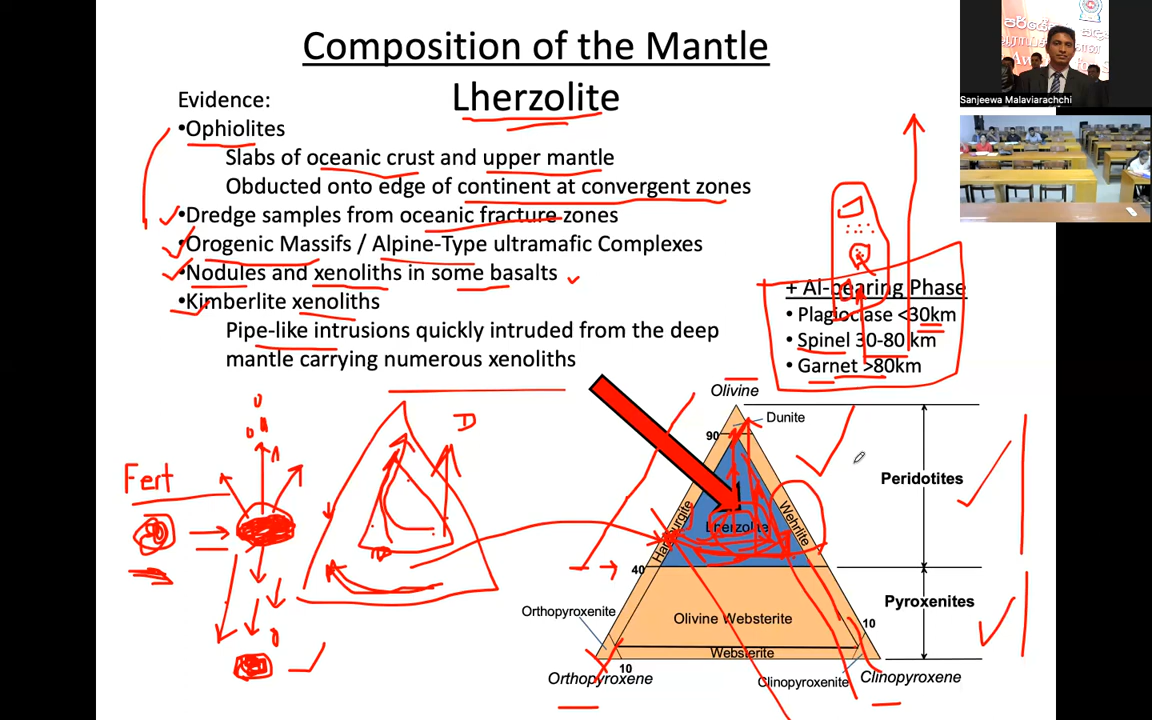 Composition of the Mantle
Lherzolite
Evidence:
•Ophiolites
Slabs of oceanic crust and upper mantle
Obducted onto edge of continent at convergent zones
•Dredge samples from oceanic fracture zones
•Orogenic Massifs / Alpine-Type ultramafic Complexes
•Nodules and xenoliths in some basalts
•Kimberlite xenoliths
Pipe-like intrusions quickly intruded from the deep
mantle carrying numerous xenoliths
Sanjeewa Malaviarachchi
+ Al-bearing Phase
• Plagioclase <30km
• Spinel 30-80 km
• Garnet >80km
Fert
D
Olivine
Dunite
90
Peridotites
Harzburgite
Lherzolite
Wehrlite
40
Pyroxenites
Orthopyroxenite
Olivine Websterite
10
Websterite
10
Orthopyroxene
Clinopyroxenite
Clinopyroxene